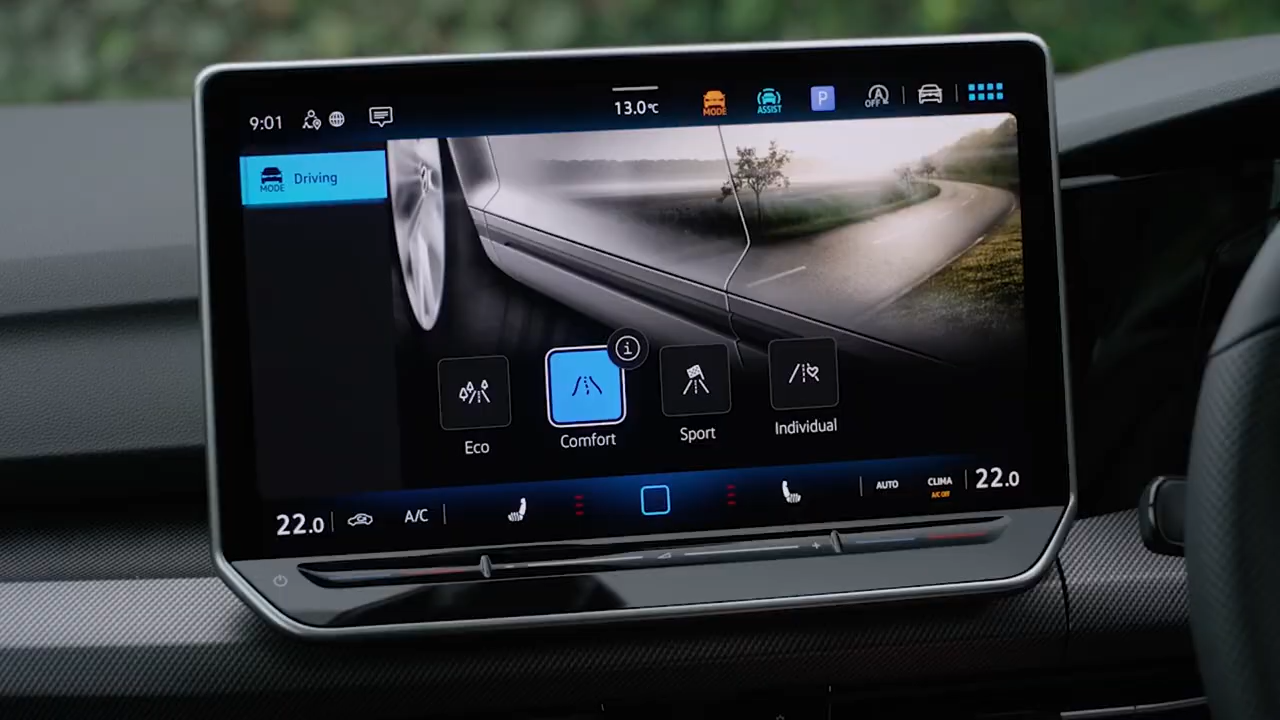 9:01
13.0°C
MODE
ASSIST
P
A
OFF
MODE
Driving
i
Eco
Comfort
Sport
Individual
22.0
A/C
AUTO
CLIMA
A/C OFF
22.0